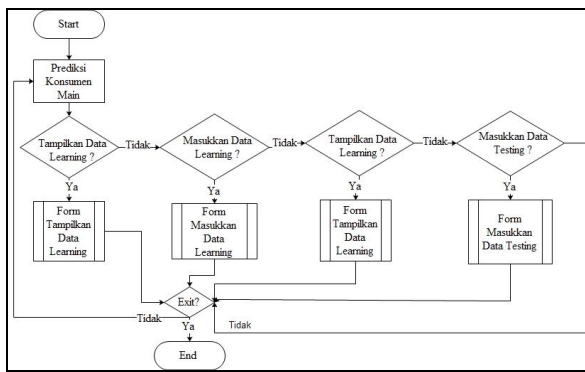 Start
Prediksi
Konsumen
Main
Tampilkan Data
Learning ?
Tidak
Masukkan Data
Learning ?
Tidak
Tampilkan Data
Learning ?
Tidak
Masukkan Data
Testing ?
Ya
Ya
Ya
Ya
Form
Tampilkan
Data
Learning
Form
Masukkan
Data
Learning
Form
Tampilkan
Data
Learning
Form
Masukkan
Data Testing
Exit?
Tidak
Ya
Tidak
End